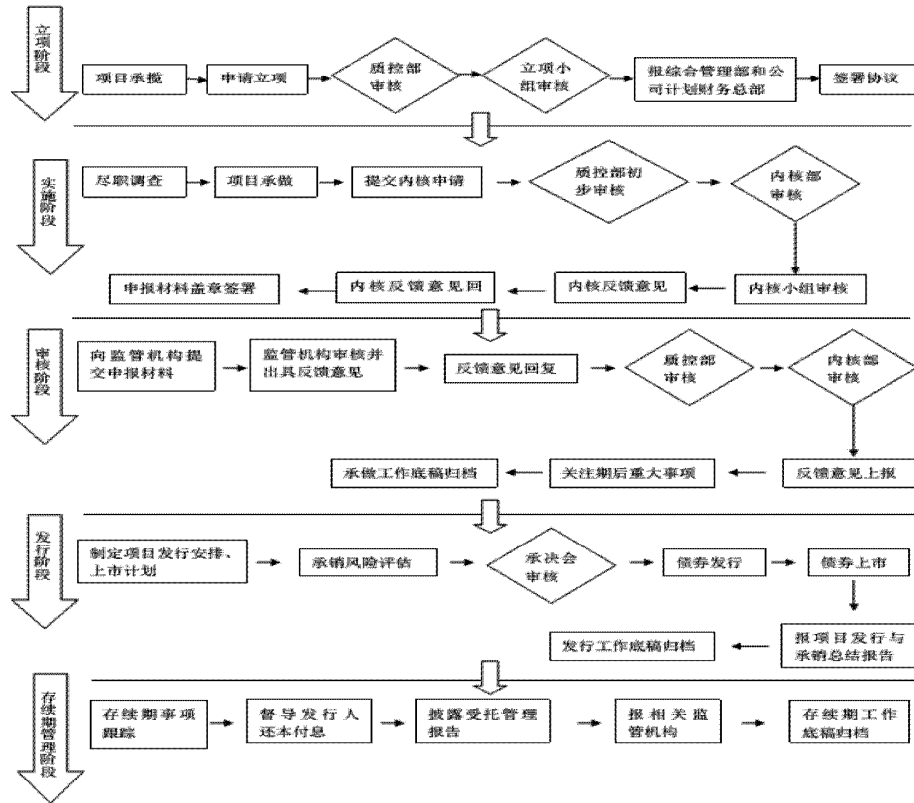 立项阶段
项目承揽
申请立项
质控部
审核
立项小
组审核
报综合管理部和公
司计划财务总部
签署协议
实施阶段
尽职调查
项目承做
提交内核申请
质控部初
步审核
内核部
审核
内核小组审核
内核反馈意见
内核反馈意见回
申报材料盖章签署
审核阶段
向监管机构提
交申报材料
监管机构审核并
出具反馈意见
反馈意见回复
质控部
审核
内核部
审核
反馈意见上报
关注期后重大事项
承做工作底稿归档
发行阶段
制定项目发行安排、
上市计划
承销风险评估
承决会
审核
债券发行
债券上市
报项目发行与
承销总结报告
发行工作底稿归档
存续期管理阶段
存续期事项
跟踪
督导发行人
还本付息
披露受托管理
报告
报相关监
管机构
存续期工作
底稿归档